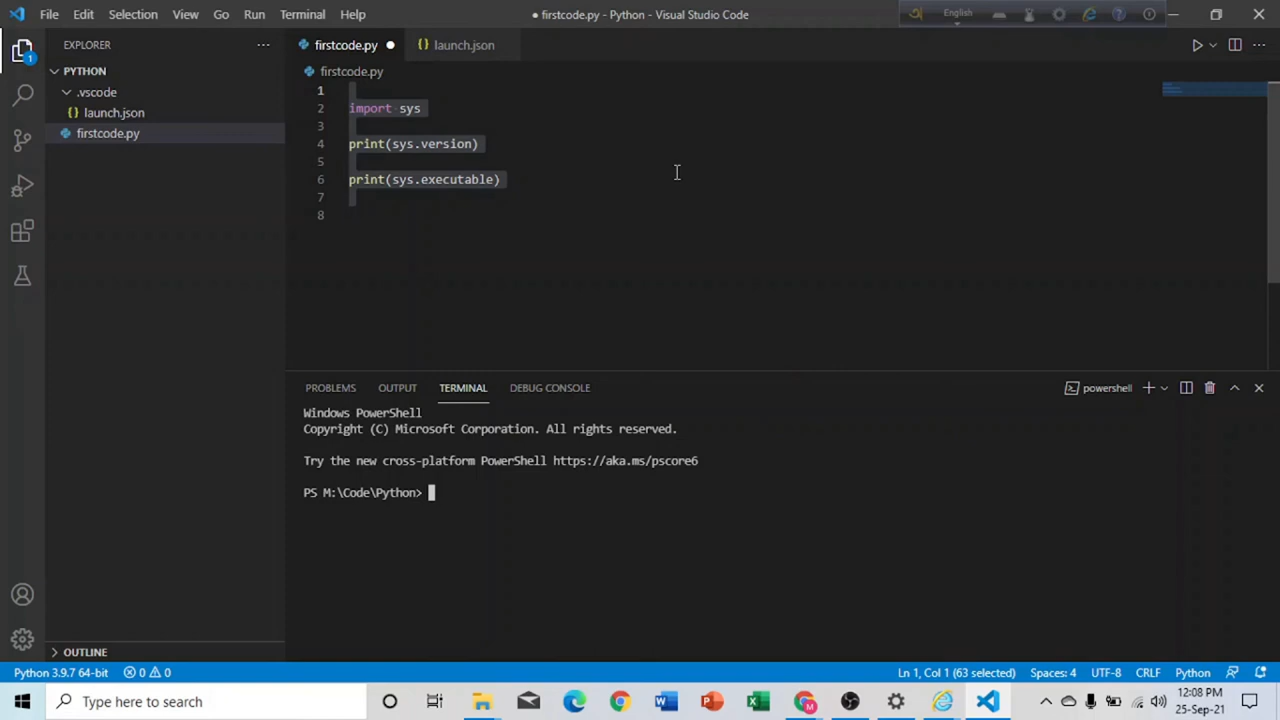 File Edit Selection View Go Run Terminal Help
● firstcode.py - Python - Visual Studio Code
English
EXPLORER
firstcode.py
launch.json
PYTHON
.vscode
launch.json
firstcode.py
1
OUTLINE
firstcode.py
1
2 import sys
3
4 print(sys.version)
5
6 print(sys.executable)
7
8
PROBLEMS OUTPUT TERMINAL DEBUG CONSOLE
powershell
Windows PowerShell
Copyright (C) Microsoft Corporation. All rights reserved.
Try the new cross-platform PowerShell https://aka.ms/pscore6
PS M:\Code\Python>
Python 3.9.7 64-bit 0 0
Ln 1, Col 1 (63 selected) Spaces: 4 UTF-8 CRLF Python
Type here to search
12:08 PM
25-Sep-21